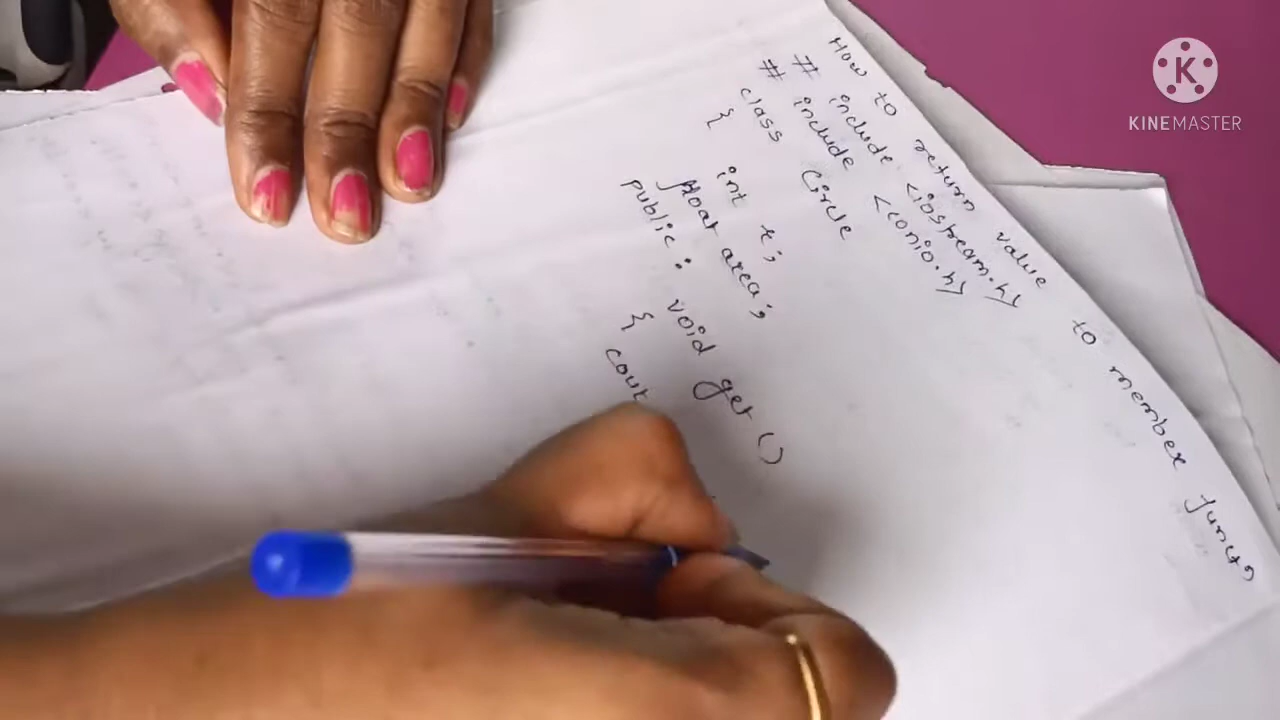 How to return value to member funct
# include <iostream.h>
# include <conio.h>
class Circle
{
int r;
float area;
public: void get ()
{
cout
KINEMASTER